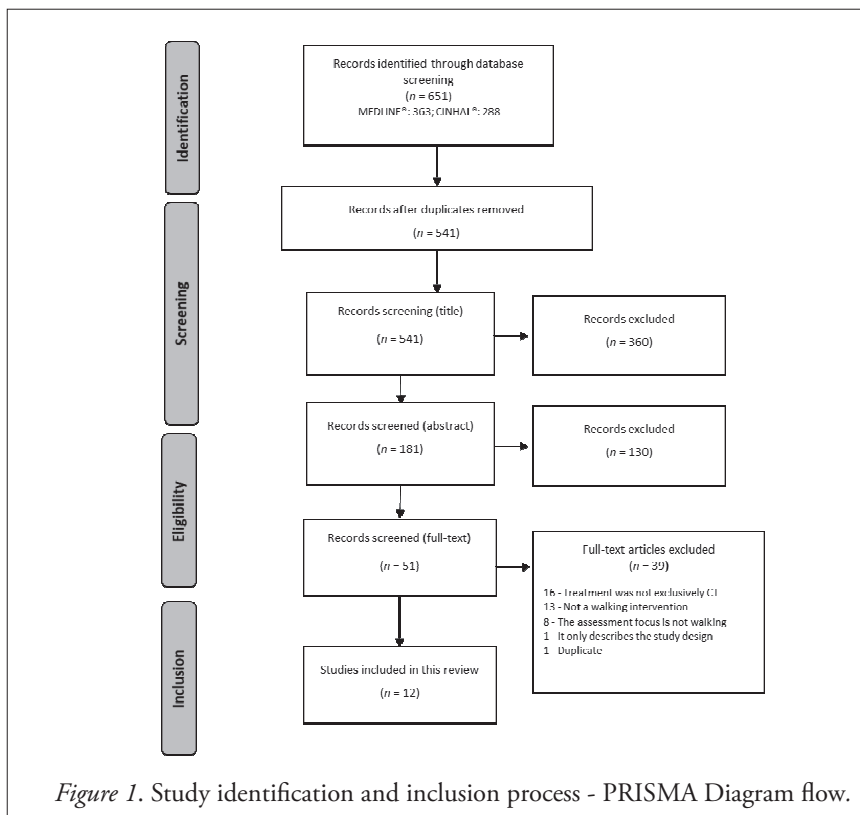 Identification
Records identified through database
screening
(n = 651)
MEDLINE®: 363; CINHAL®: 288
Records after duplicates removed
(n = 541)
Screening
Records screening (title)
(n = 541)
Records excluded
(n = 360)
Records screened (abstract)
(n = 181)
Records excluded
(n = 130)
Eligibility
Records screened (full-text)
(n = 51)
Full-text articles excluded
(n = 39)
16 - Treatment was not exclusively CT
13 - Not a walking intervention
8 - The assessment focus is not walking
1 It only describes the study design
1 Duplicate
Inclusion
Studies included in this review
(n = 12)
Figure 1. Study identification and inclusion process - PRISMA Diagram flow.